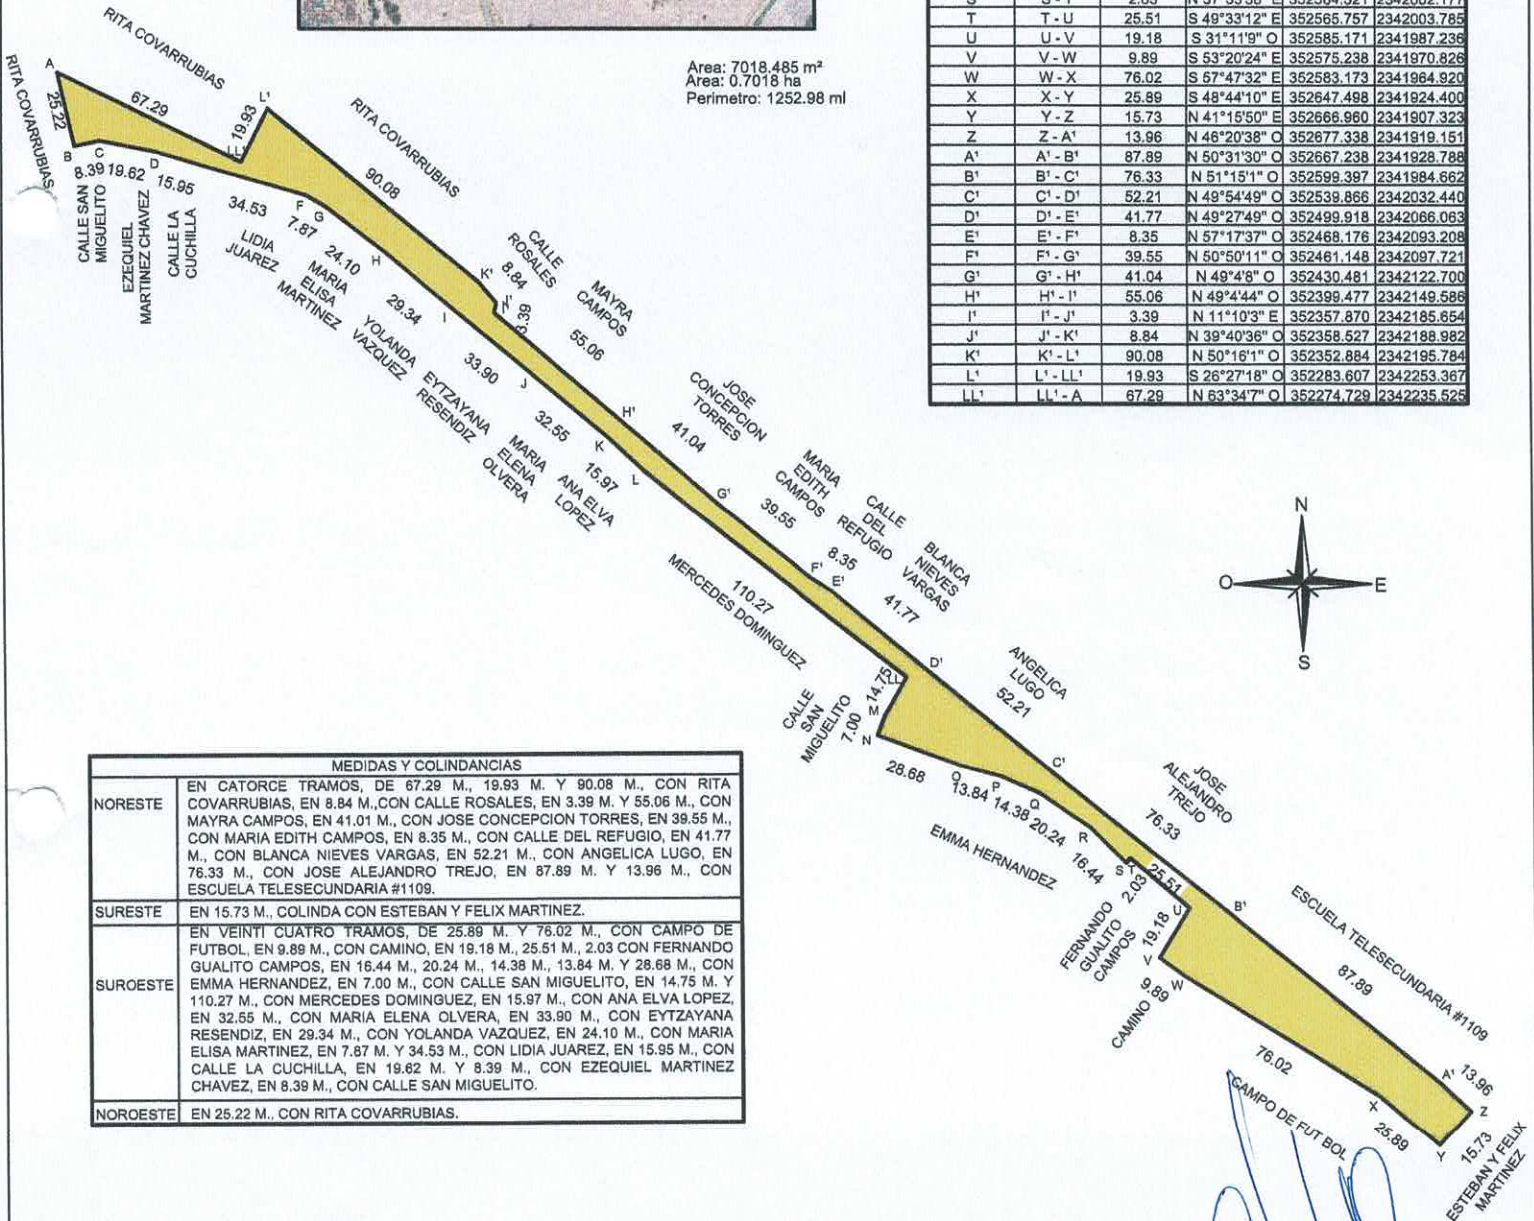 T T - U 25.51 S 49°33'12" E 352565.757 2342003.785
U U - V 19.18 S 31°11'9" O 352585.171 2341987.236
V V - W 9.89 S 53°20'24" E 352575.238 2341970.826
W W - X 76.02 S 57°47'32" E 352583.173 2341964.920
X X - Y 25.89 S 48°44'10" E 352647.498 2341924.400
Y Y - Z 15.73 N 41°15'50" E 352666.960 2341907.323
Z Z - A' 13.96 N 46°20'38" O 352677.338 2341919.151
A' A' - B' 87.89 N 50°31'30" O 352667.238 2341928.788
B' B' - C' 76.33 N 51°15'1" O 352599.397 2341984.662
C' C' - D' 52.21 N 49°54'49" O 352539.866 2342032.440
D' D' - E' 41.77 N 49°27'49" O 352499.918 2342066.063
E' E' - F' 8.35 N 57°17'37" O 352468.176 2342093.208
F' F' - G' 39.55 N 50°50'11" O 352461.148 2342097.721
G' G' - H' 41.04 N 49°4'8" O 352430.481 2342122.700
H' H' - I' 55.06 N 49°4'44" O 352399.477 2342149.586
I' I' - J' 3.39 N 11°10'3" E 352357.870 2342185.654
J' J' - K' 8.84 N 39°40'36" O 352358.527 2342188.982
K' K' - L' 90.08 N 50°16'1" O 352352.884 2342195.784
L' L' - LL' 19.93 S 26°27'18" O 352283.607 2342253.367
LL' LL' - A 67.29 N 63°34'7" O 352274.729 2342235.525
Area: 7018.485 m²
Area: 0.7018 ha
Perimetro: 1252.98 ml
RITA COVARRUBIAS
RITA COVARRUBIAS
RITA COVARRUBIAS
A
25.22
67.29
LL'
19.93
L'
90.08
B
C
D
8.39
19.62
15.95
CALLE SAN
MIGUELITO
EZEQUIEL
MARTINEZ CHAVEZ
CALLE LA
CUCHILLA
34.53
F
G
7.87
LIDIA
JUAREZ
24.10
H
MARIA
ELISA
MARTINEZ
29.34
I
YOLANDA
VAZQUEZ
33.90
J
EYTZAYANA
RESENDIZ
32.55
K
MARIA
ELENA
OLVERA
15.97
L
ANA ELVA
LOPEZ
K'
CALLE
ROSALES
8.84
3.39
MAYRA
CAMPOS
55.06
H'
JOSE
CONCEPCION
TORRES
41.04
G'
MARIA
EDITH
CAMPOS
39.55
F'
CALLE
DEL
REFUGIO
8.35
E'
BLANCA
NIEVES
VARGAS
41.77
D'
ANGELICA
LUGO
52.21
C'
JOSE
ALEJANDRO
TREJO
76.33
B'
ESCUELA TELESECUNDARIA #1109
87.89
A'
13.96
Z
15.73
ESTEBAN Y FELIX
MARTINEZ
Y
25.89
X
CAMPO DE FUT BOL
76.02
W
9.89
CAMINO
V
19.18
U
25.51
FERNANDO
GUALITO
CAMPOS
2.03
S
16.44
R
20.24
Q
14.38
P
13.84
O
28.68
EMMA HERNANDEZ
N
7.00
M
14.75
LL
CALLE
SAN
MIGUELITO
110.27
MERCEDES DOMINGUEZ
N
O
E
S
MEDIDAS Y COLINDANCIAS
NORESTE
EN CATORCE TRAMOS, DE 67.29 M., 19.93 M. Y 90.08 M., CON RITA
COVARRUBIAS, EN 8.84 M.,CON CALLE ROSALES, EN 3.39 M. Y 55.06 M., CON
MAYRA CAMPOS, EN 41.01 M., CON JOSE CONCEPCION TORRES, EN 39.55 M.,
CON MARIA EDITH CAMPOS, EN 8.35 M., CON CALLE DEL REFUGIO, EN 41.77
M., CON BLANCA NIEVES VARGAS, EN 52.21 M., CON ANGELICA LUGO, EN
76.33 M., CON JOSE ALEJANDRO TREJO, EN 87.89 M. Y 13.96 M., CON
ESCUELA TELESECUNDARIA #1109.
SURESTE
EN 15.73 M., COLINDA CON ESTEBAN Y FELIX MARTINEZ.
SUROESTE
EN VEINTI CUATRO TRAMOS, DE 25.89 M. Y 76.02 M., CON CAMPO DE
FUTBOL, EN 9.89 M., CON CAMINO, EN 19.18 M., 25.51 M., 2.03 CON FERNANDO
GUALITO CAMPOS, EN 16.44 M., 20.24 M., 14.38 M., 13.84 M. Y 28.68 M., CON
EMMA HERNANDEZ, EN 7.00 M., CON CALLE SAN MIGUELITO, EN 14.75 M. Y
110.27 M., CON MERCEDES DOMINGUEZ, EN 15.97 M., CON ANA ELVA LOPEZ,
EN 32.55 M., CON MARIA ELENA OLVERA, EN 33.90 M., CON EYTZAYANA
RESENDIZ, EN 29.34 M., CON YOLANDA VAZQUEZ, EN 24.10 M., CON MARIA
ELISA MARTINEZ, EN 7.87 M. Y 34.53 M., CON LIDIA JUAREZ, EN 15.95 M., CON
CALLE LA CUCHILLA, EN 19.62 M. Y 8.39 M., CON EZEQUIEL MARTINEZ
CHAVEZ, EN 8.39 M., CON CALLE SAN MIGUELITO.
NOROESTE
EN 25.22 M., CON RITA COVARRUBIAS.